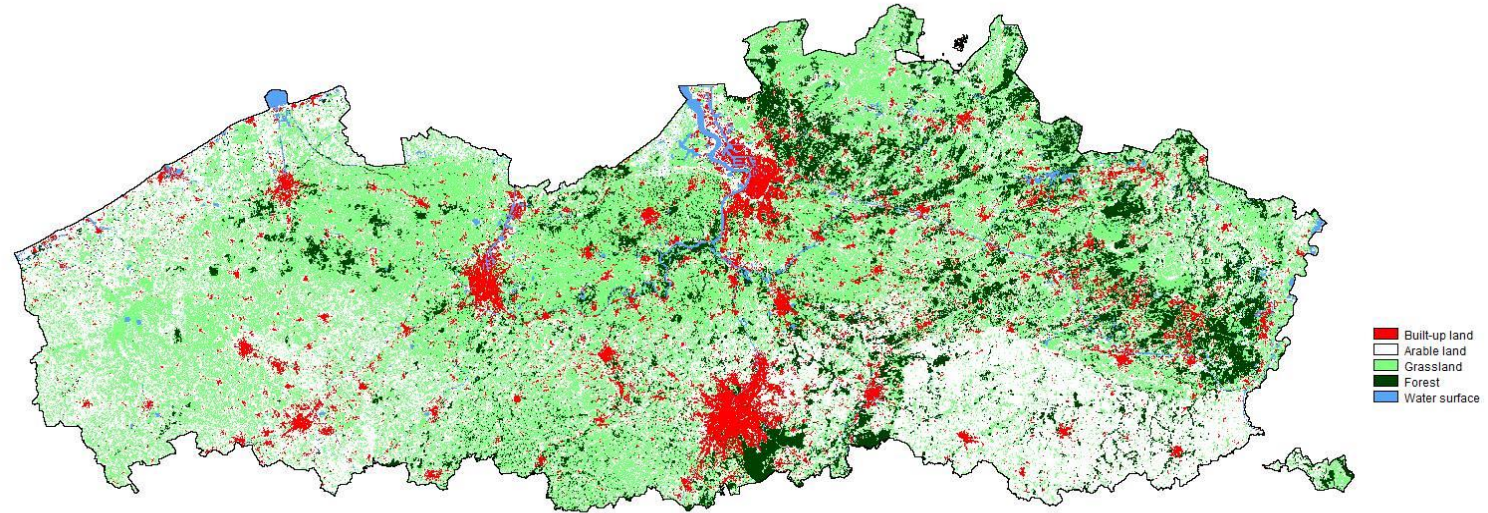 Built-up land
Arable land
Grassland
Forest
Water surface